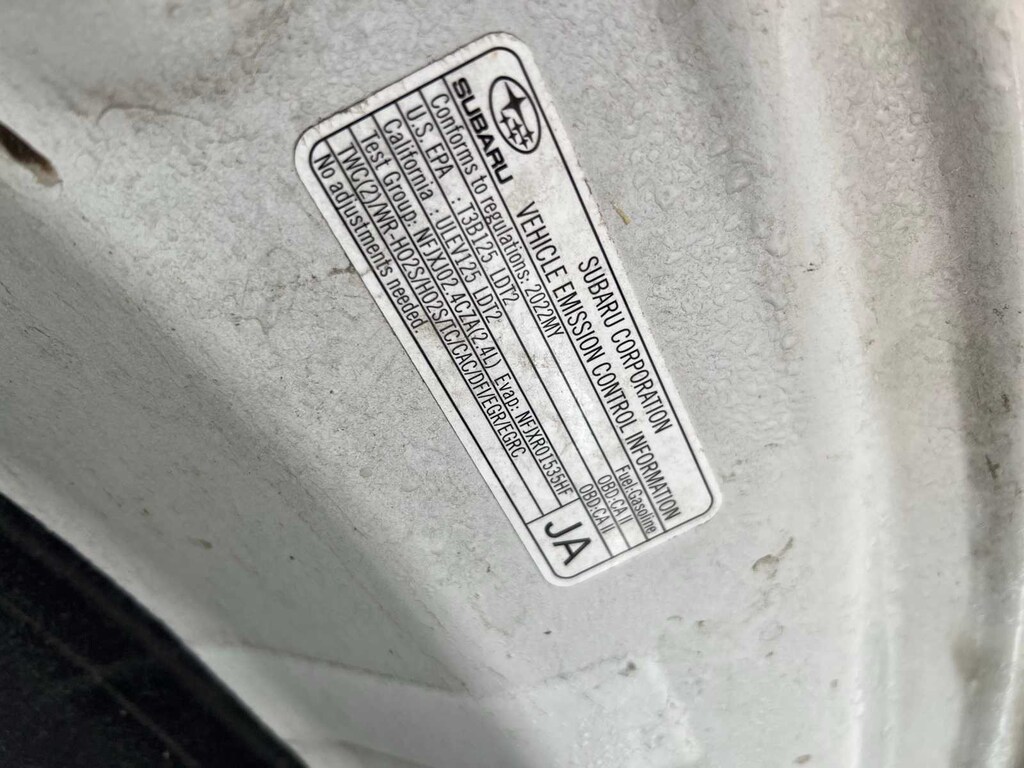 SUBARU
SUBARU CORPORATION
VEHICLE EMISSION CONTROL INFORMATION
Conforms to regulations: 2022MY Fuel:Gasoline
U.S. EPA : T3B125 LDT2 OBD:CA II
California : ULEV125 LDT2 OBD:CA II
Test Group: NFJXJ02.4CZA(2.4L) Evap: NFJXR0153SHF
TWC(2)/WR-HO2S/HO2S/TC/CAC/DFI/EGR/EGRC
No adjustments needed.
JA